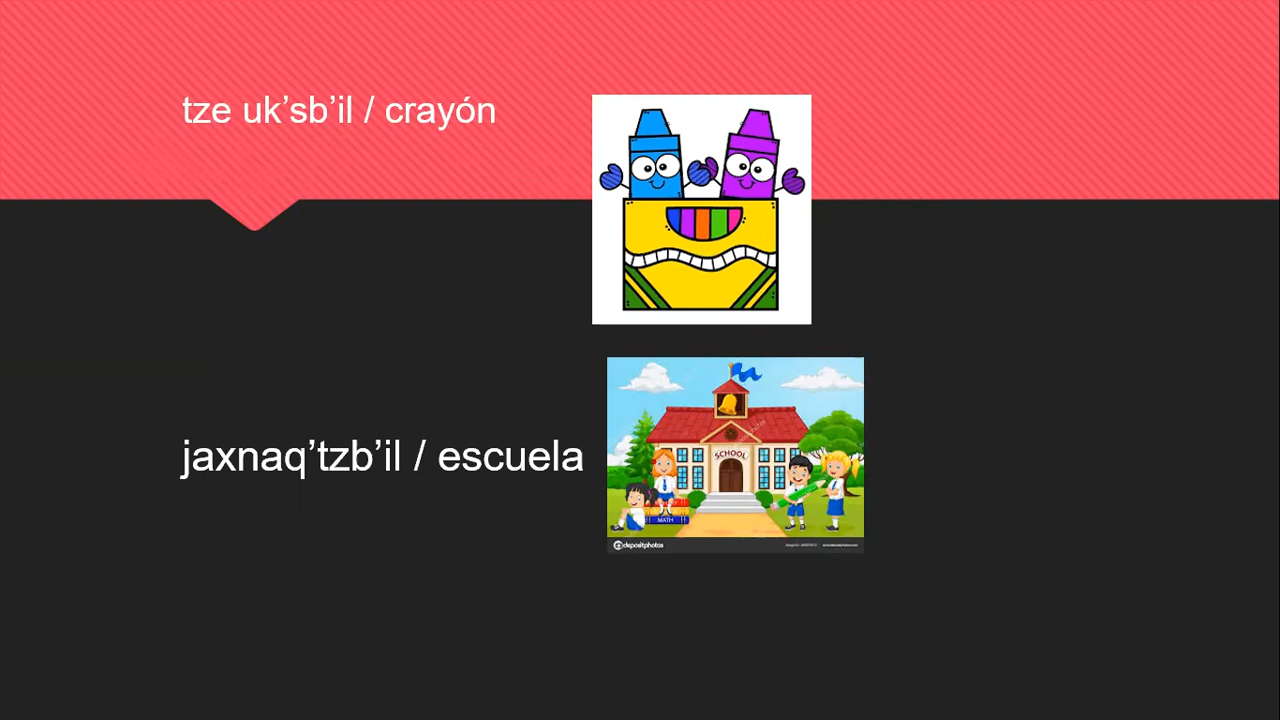 tze uk’sb’il / crayón
SCHOOL
jaxnaq’tzb’il / escuela
MATH
depositphotos